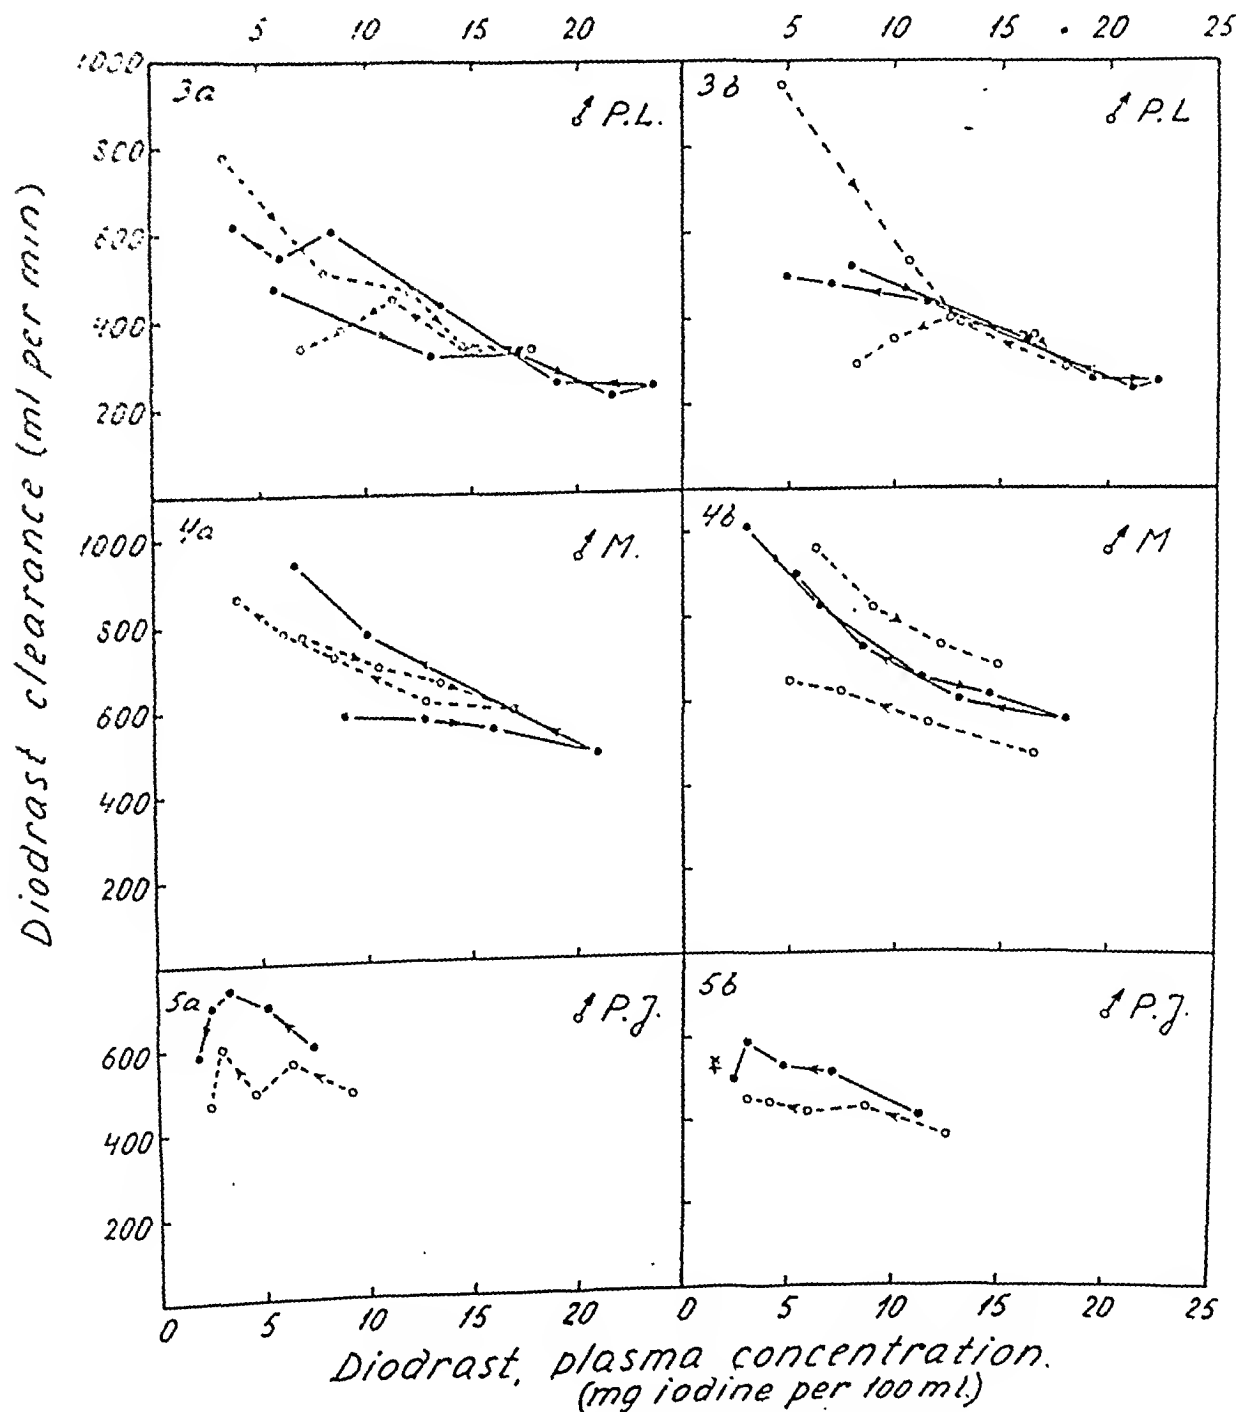 5 10 15 20 5 10 15 20 25
Diodrast clearance (ml per min)
1000
800
600
400
200
3a
♂ P.L.
3b
♂ P.L
1000
800
600
400
200
4a
♂ M.
4b
♂ M
600
400
200
5a
♂ P.J.
5b
♂ P.J.
0 5 10 15 20 0 5 10 15 20 25
Diodrast, plasma concentration.
(mg iodine per 100 ml.)